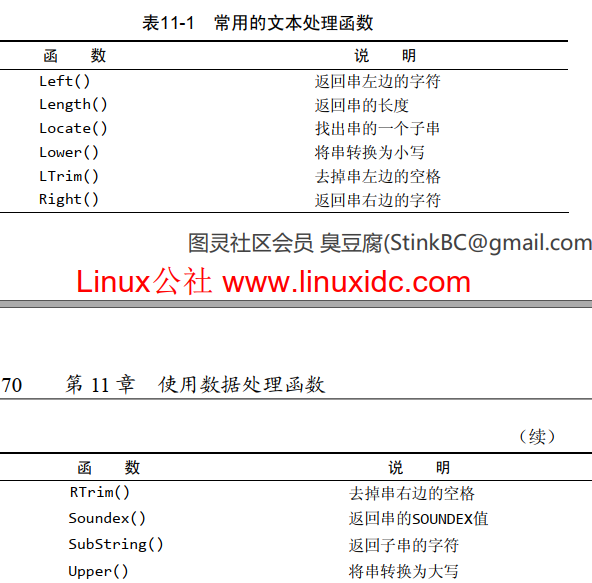 表11-1 常用的文本处理函数
函 数 说 明
Left() 返回串左边的字符
Length() 返回串的长度
Locate() 找出串的一个子串
Lower() 将串转换为小写
LTrim() 去掉串左边的空格
Right() 返回串右边的字符
图灵社区会员 臭豆腐(StinkBC@gmail.com
Linux公社 www.linuxidc.com
70 第 11 章 使用数据处理函数
（续）
函 数 说 明
RTrim() 去掉串右边的空格
Soundex() 返回串的SOUNDEX值
SubString() 返回子串的字符
Upper() 将串转换为大写